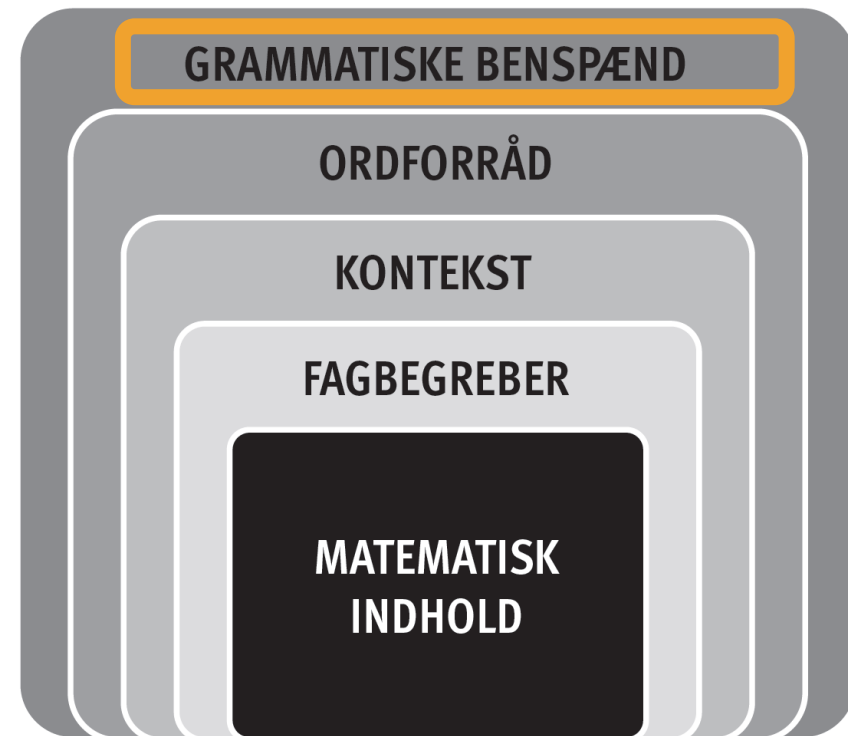 GRAMMATISKE BENSPÆND
ORDFORRÅD
KONTEKST
FAGBEGREBER
MATEMATISK
INDHOLD